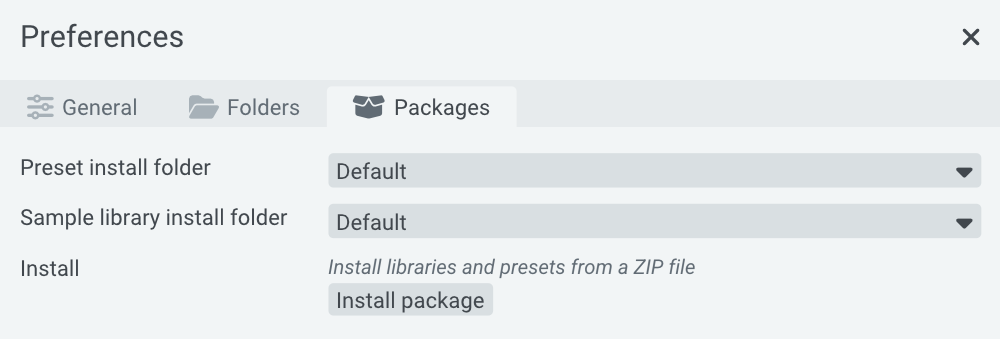 Preferences
General Folders Packages
Preset install folder Default
Sample library install folder Default
Install Install libraries and presets from a ZIP file
Install package